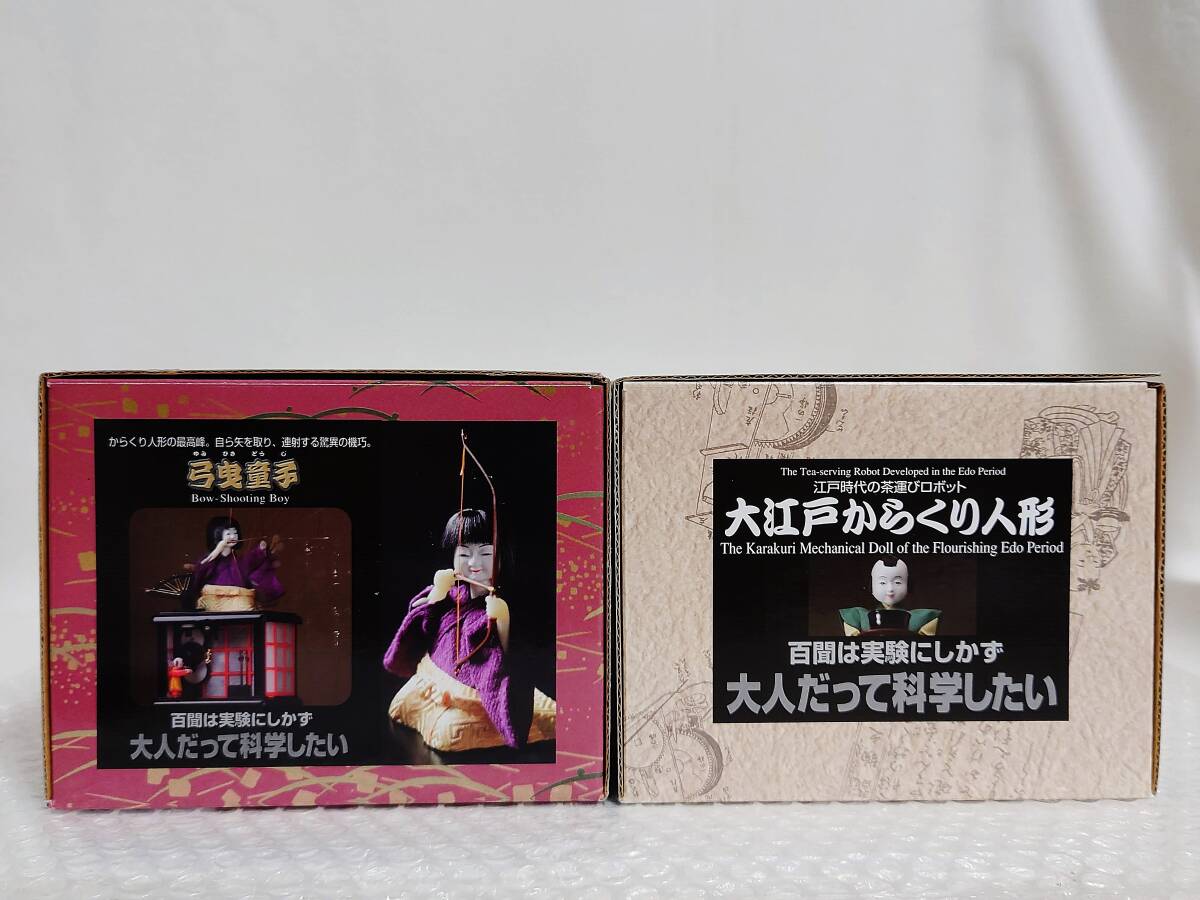 からくり人形の最高峰。自ら矢を取り、連射する驚異の機巧。
ゆみ ひき どう じ
弓曳童子
Bow-Shooting Boy
百聞は実験にしかず
大人だって科学したい
The Tea-serving Robot Developed in the Edo Period
江戸時代の茶運びロボット
大江戸からくり人形
The Karakuri Mechanical Doll of the Flourishing Edo Period
百聞は実験にしかず
大人だって科学したい